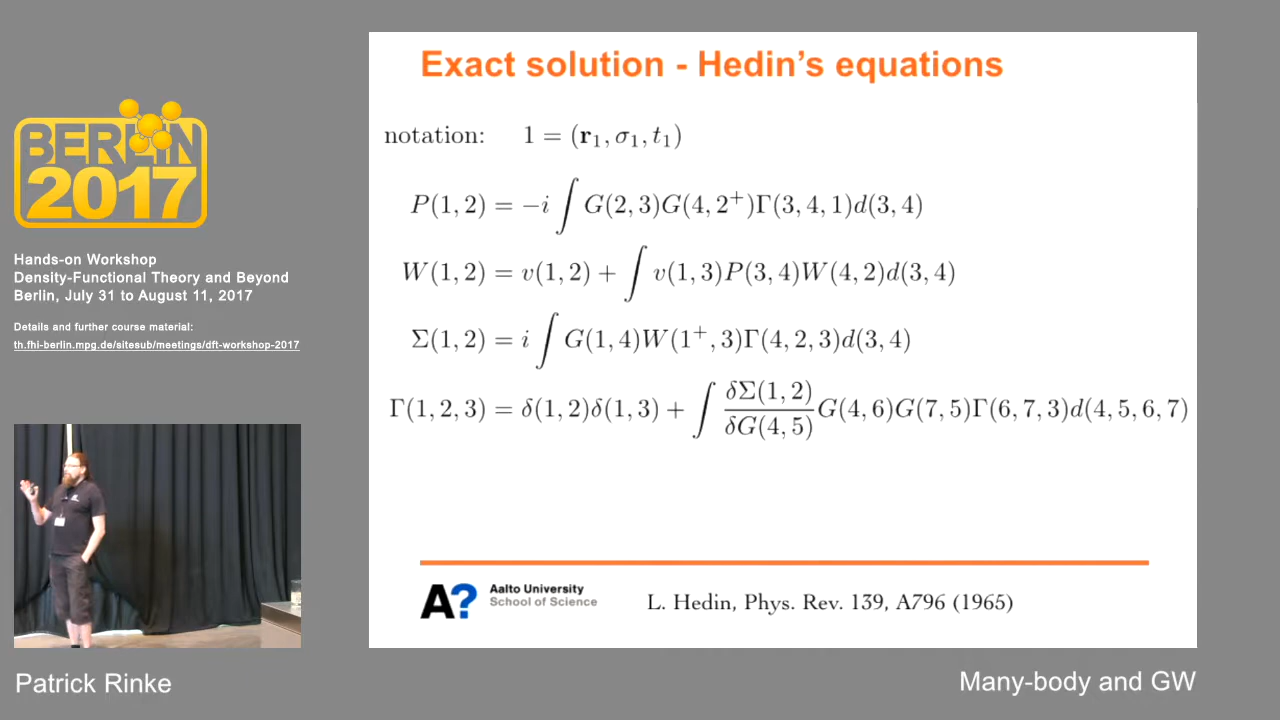 BERLIN
2017
Hands-on Workshop
Density-Functional Theory and Beyond
Berlin, July 31 to August 11, 2017
Details and further course material:
th.fhi-berlin.mpg.de/sitesub/meetings/dft-workshop-2017
Patrick Rinke
Exact solution - Hedin's equations
notation: 1 = (r₁, σ₁, t₁)
P(1, 2) = −i ∫ G(2, 3)G(4, 2⁺)Γ(3, 4, 1)d(3, 4)
W(1, 2) = v(1, 2) + ∫ v(1, 3)P(3, 4)W(4, 2)d(3, 4)
Σ(1, 2) = i ∫ G(1, 4)W(1⁺, 3)Γ(4, 2, 3)d(3, 4)
Γ(1, 2, 3) = δ(1, 2)δ(1, 3) + ∫ δΣ(1, 2)/δG(4, 5) G(4, 6)G(7, 5)Γ(6, 7, 3)d(4, 5, 6, 7)
A?
Aalto University
School of Science
L. Hedin, Phys. Rev. 139, A796 (1965)
Many-body and GW